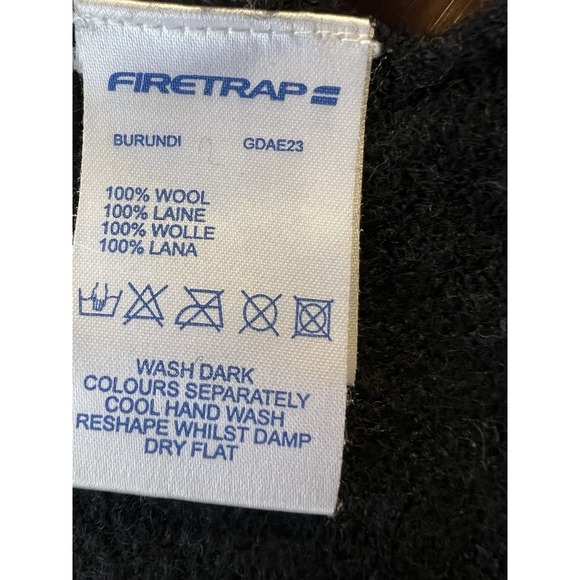 FIRETRAP
BURUNDI GDAE23
100% WOOL
100% LAINE
100% WOLLE
100% LANA
WASH DARK
COLOURS SEPARATELY
COOL HAND WASH
RESHAPE WHILST DAMP
DRY FLAT